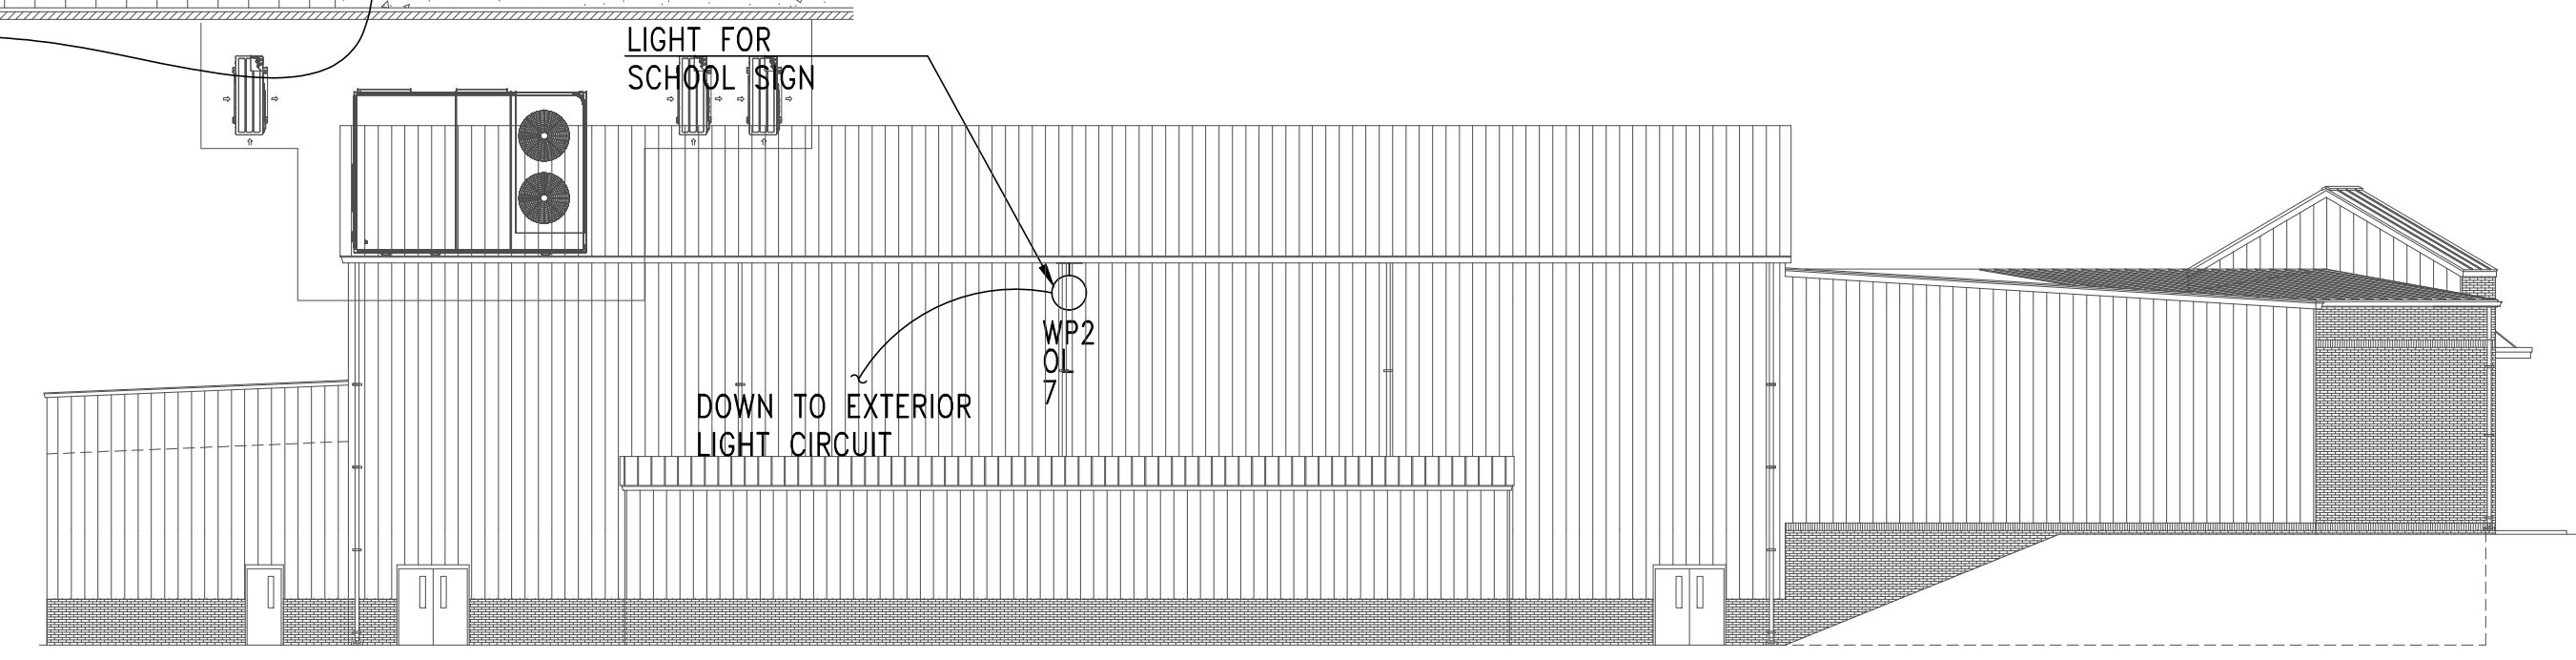 LIGHT FOR
SCHOOL SIGN
WP2
OL
7
DOWN TO EXTERIOR
LIGHT CIRCUIT